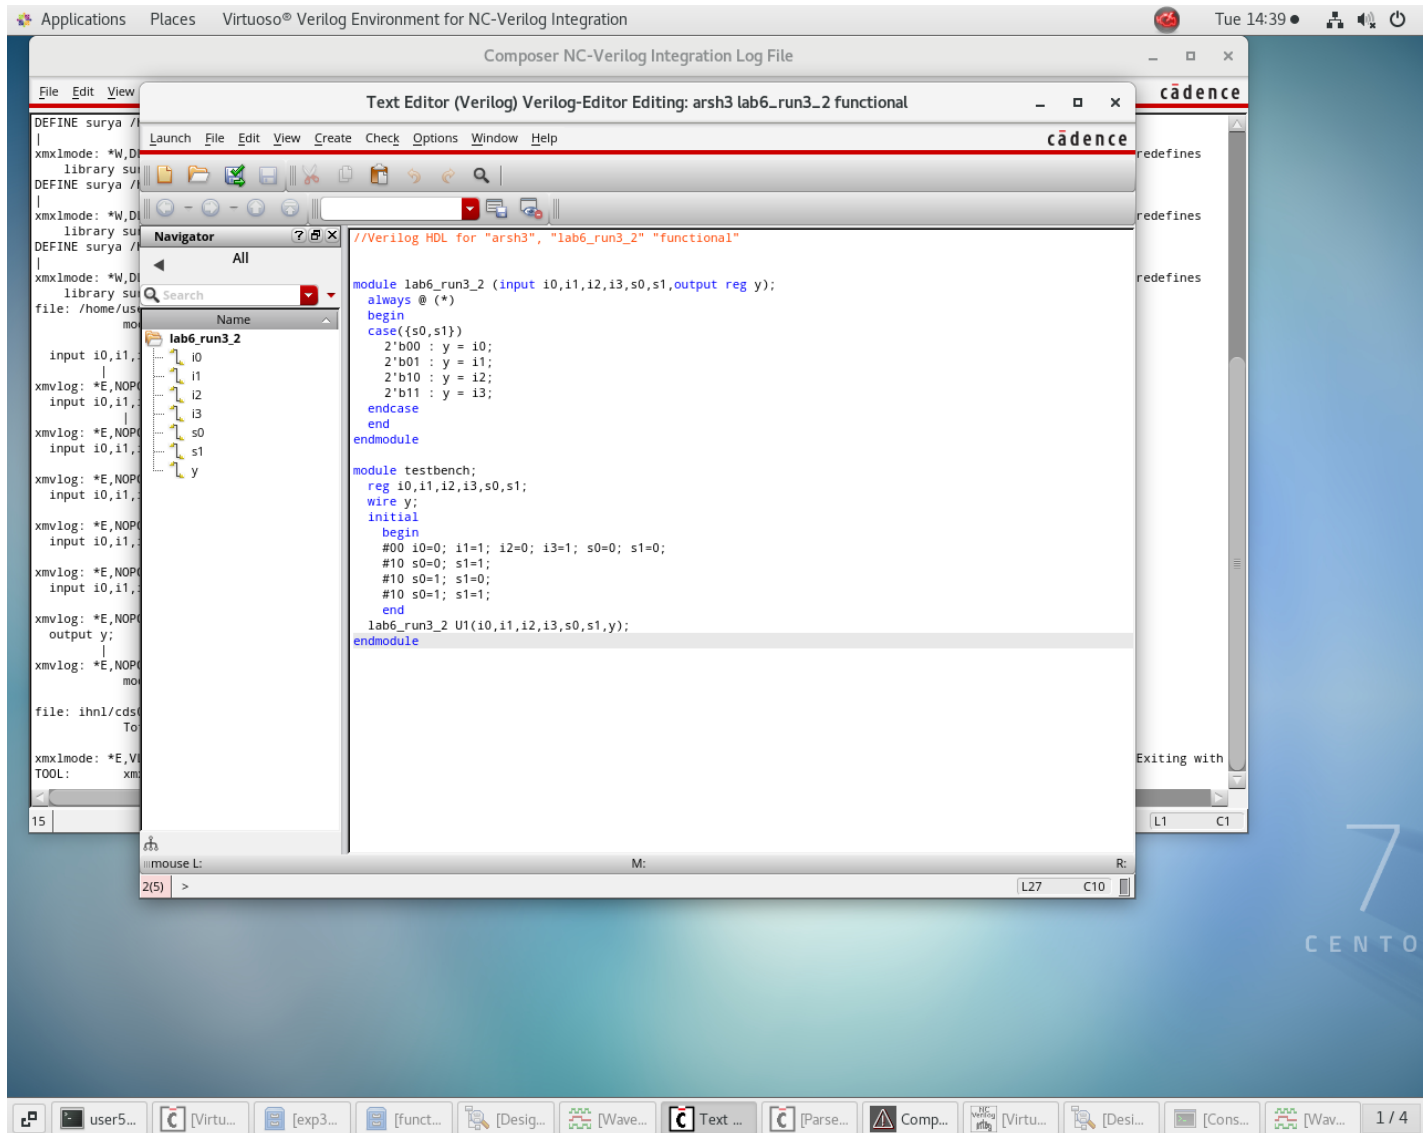 Applications Places Virtuoso® Verilog Environment for NC-Verilog Integration Tue 14:39
Composer NC-Verilog Integration Log File
File Edit View cādence
Text Editor (Verilog) Verilog-Editor Editing: arsh3 lab6_run3_2 functional
Launch File Edit View Create Check Options Window Help cādence
Navigator
All
Search
Name
lab6_run3_2
i0
i1
i2
i3
s0
s1
y
//Verilog HDL for "arsh3", "lab6_run3_2" "functional"
module lab6_run3_2 (input i0,i1,i2,i3,s0,s1,output reg y);
always @ (*)
begin
case({s0,s1})
2'b00 : y = i0;
2'b01 : y = i1;
2'b10 : y = i2;
2'b11 : y = i3;
endcase
end
endmodule
module testbench;
reg i0,i1,i2,i3,s0,s1;
wire y;
initial
begin
#00 i0=0; i1=1; i2=0; i3=1; s0=0; s1=0;
#10 s0=0; s1=1;
#10 s0=1; s1=0;
#10 s0=1; s1=1;
end
lab6_run3_2 U1(i0,i1,i2,i3,s0,s1,y);
endmodule
mouse L: M: R:
2(5) > L27 C10
DEFINE surya /
|
xmxlmode: *W,D redefines
library su
DEFINE surya /
|
xmxlmode: *W,D redefines
library su
DEFINE surya /
|
xmxlmode: *W,D redefines
library su
file: /home/us
mo
input i0,i1,
|
xmvlog: *E,NOP
input i0,i1,
|
xmvlog: *E,NOP
input i0,i1,
xmvlog: *E,NOP
input i0,i1,
xmvlog: *E,NOP
input i0,i1,
xmvlog: *E,NOP
input i0,i1,
xmvlog: *E,NOP
output y;
|
xmvlog: *E,NOP
mo
file: ihnl/cds
To
xmxlmode: *E,V Exiting with
TOOL: xm
15 L1 C1
7
CENTO
user5... [Virtu... [exp3... [funct... [Desig... [Wave... Text ... [Parse... Comp... [Virtu... [Desi... [Cons... [Wav... 1 / 4